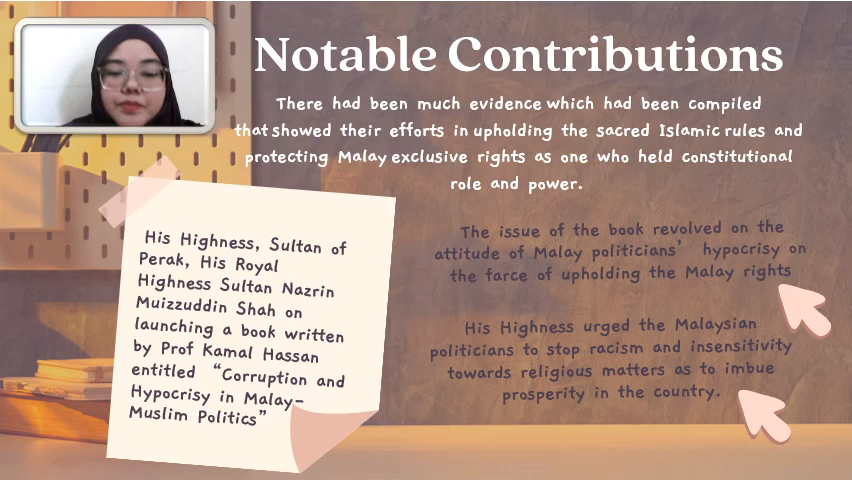 Notable Contributions
There had been much evidence which had been compiled
that showed their efforts in upholding the sacred Islamic rules and
protecting Malay exclusive rights as one who held constitutional
role and power.
His Highness, Sultan of
Perak, His Royal
Highness Sultan Nazrin
Muizzuddin Shah on
launching a book written
by Prof Kamal Hassan
entitled “Corruption and
Hypocrisy in Malay-
Muslim Politics”
The issue of the book revolved on the
attitude of Malay politicians’ hypocrisy on
the farce of upholding the Malay rights
His Highness urged the Malaysian
politicians to stop racism and insensitivity
towards religious matters as to imbue
prosperity in the country.